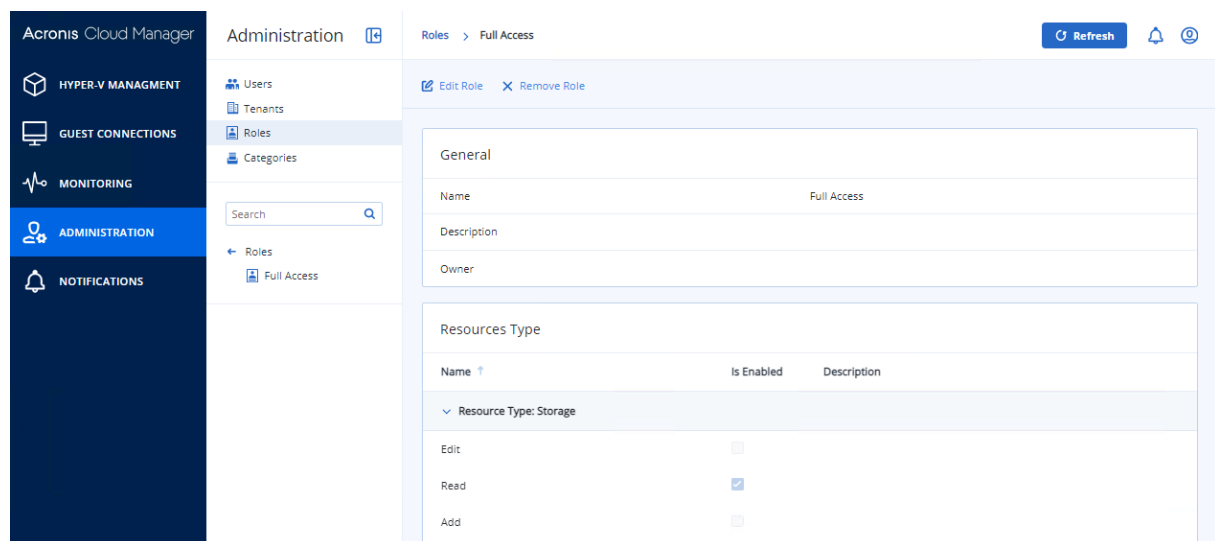 Acronis Cloud Manager
HYPER-V MANAGMENT
GUEST CONNECTIONS
MONITORING
ADMINISTRATION
NOTIFICATIONS
Administration
Users
Tenants
Roles
Categories
Search
Roles
Full Access
Roles > Full Access
Refresh
Edit Role Remove Role
General
Name Full Access
Description
Owner
Resources Type
Name Is Enabled Description
Resource Type: Storage
Edit
Read
Add